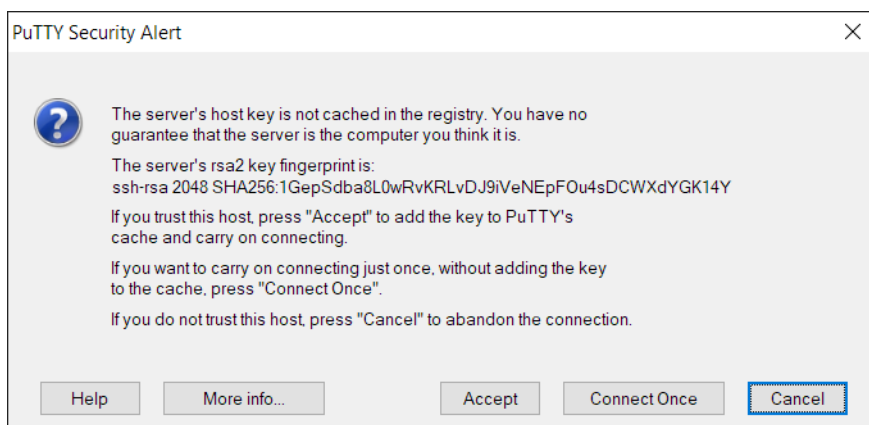 PuTTY Security Alert
The server's host key is not cached in the registry. You have no
guarantee that the server is the computer you think it is.
The server's rsa2 key fingerprint is:
ssh-rsa 2048 SHA256:1GepSdba8L0wRvKRLvDJ9iVeNEpFOu4sDCWXdYGK14Y
If you trust this host, press "Accept" to add the key to PuTTY's
cache and carry on connecting.
If you want to carry on connecting just once, without adding the key
to the cache, press "Connect Once".
If you do not trust this host, press "Cancel" to abandon the connection.
Help More info... Accept Connect Once Cancel